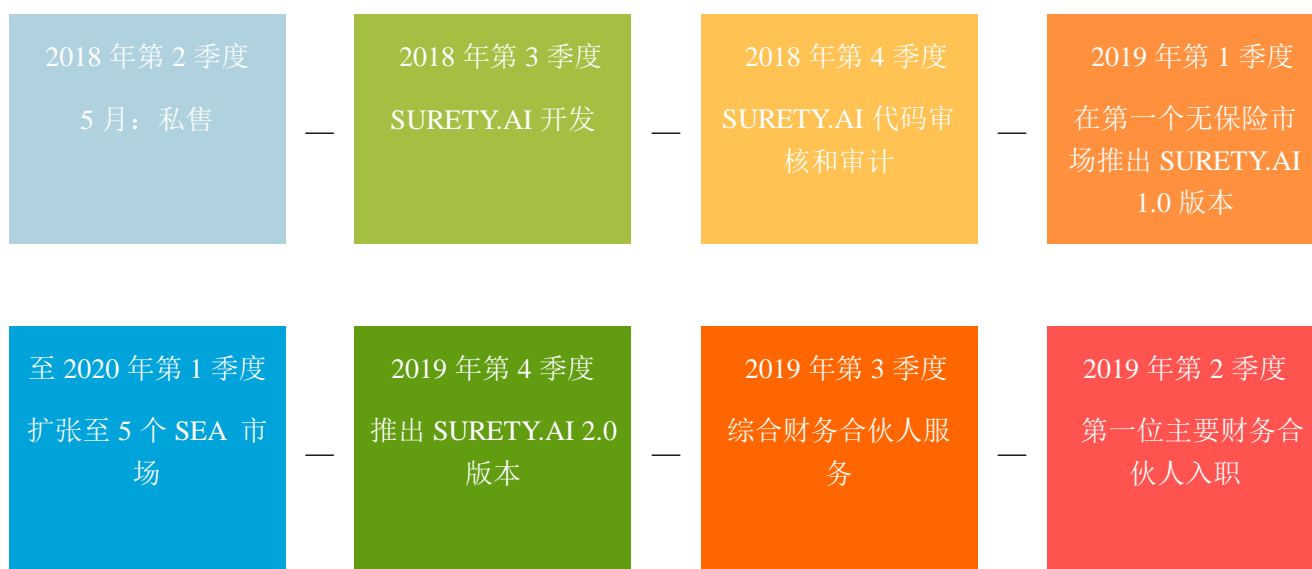 2018 年第 2 季度
5 月：私售
2018 年第 3 季度
SURETY.AI 开发
2018 年第 4 季度
SURETY.AI 代码审
核和审计
2019 年第 1 季度
在第一个无保险市
场推出 SURETY.AI
1.0 版本
至 2020 年第 1 季度
扩张至 5 个 SEA 市
场
2019 年第 4 季度
推出 SURETY.AI 2.0
版本
2019 年第 3 季度
综合财务合伙人服
务
2019 年第 2 季度
第一位主要财务合
伙人入职